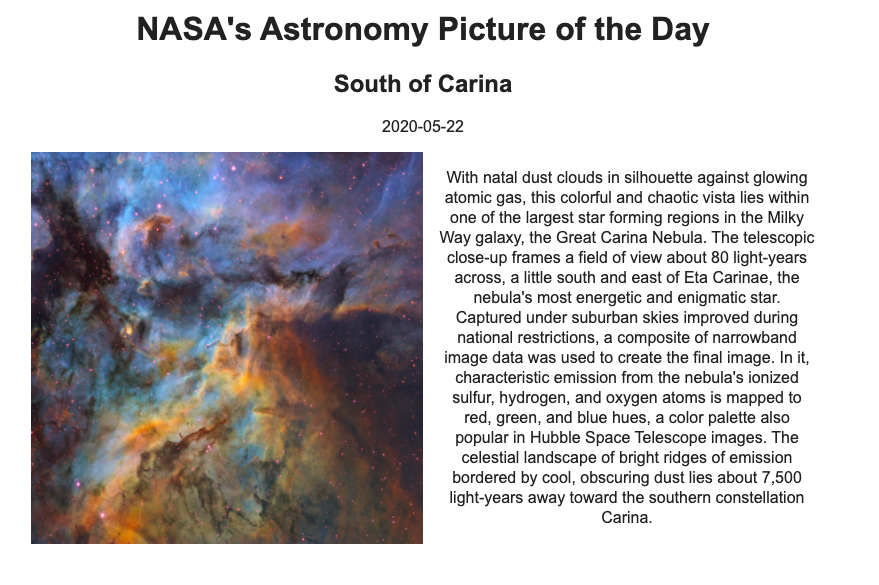 NASA's Astronomy Picture of the Day
South of Carina
2020-05-22
With natal dust clouds in silhouette against glowing
atomic gas, this colorful and chaotic vista lies within
one of the largest star forming regions in the Milky
Way galaxy, the Great Carina Nebula. The telescopic
close-up frames a field of view about 80 light-years
across, a little south and east of Eta Carinae, the
nebula's most energetic and enigmatic star.
Captured under suburban skies improved during
national restrictions, a composite of narrowband
image data was used to create the final image. In it,
characteristic emission from the nebula's ionized
sulfur, hydrogen, and oxygen atoms is mapped to
red, green, and blue hues, a color palette also
popular in Hubble Space Telescope images. The
celestial landscape of bright ridges of emission
bordered by cool, obscuring dust lies about 7,500
light-years away toward the southern constellation
Carina.